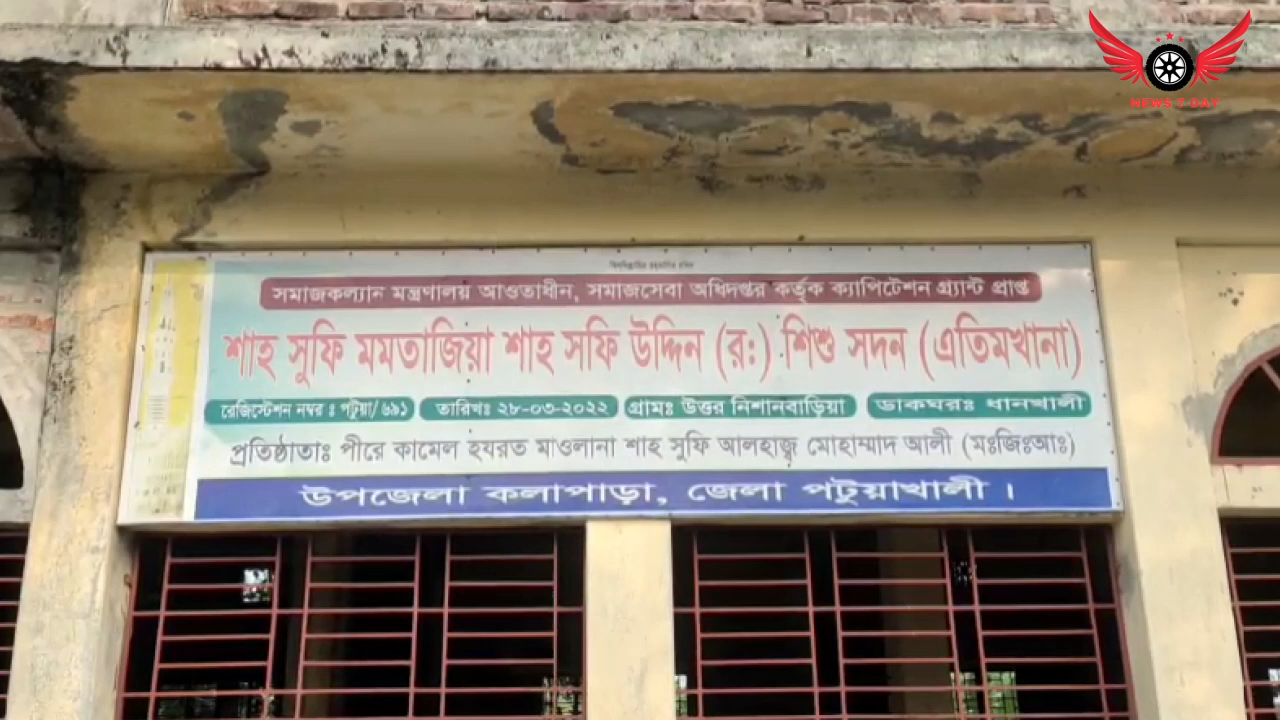 NEWS 7 DAY
সমাজকল্যান মন্ত্রণালয় আওতাধীন, সমাজসেবা অধিদপ্তর কর্তৃক ক্যাপিটেশন গ্র্যান্ট প্রাপ্ত
শাহ সুফি মমতাজিয়া শাহ সফি উদ্দিন (র:) শিশু সদন (এতিমখানা)
রেজিস্টেশন নম্বর ঃ পটুয়া/৬৯১ তারিখঃ ২৮-০৩-২০২২ গ্রামঃ উত্তর নিশানবাড়িয়া ডাকঘরঃ ধানখালী
প্রতিষ্ঠাতাঃ পীরে কামেল হযরত মাওলানা শাহ সুফি আলহাজ্ব মোহাম্মাদ আলী (মঃজিঃআঃ)
উপজেলা কলাপাড়া, জেলা পটুয়াখালী।